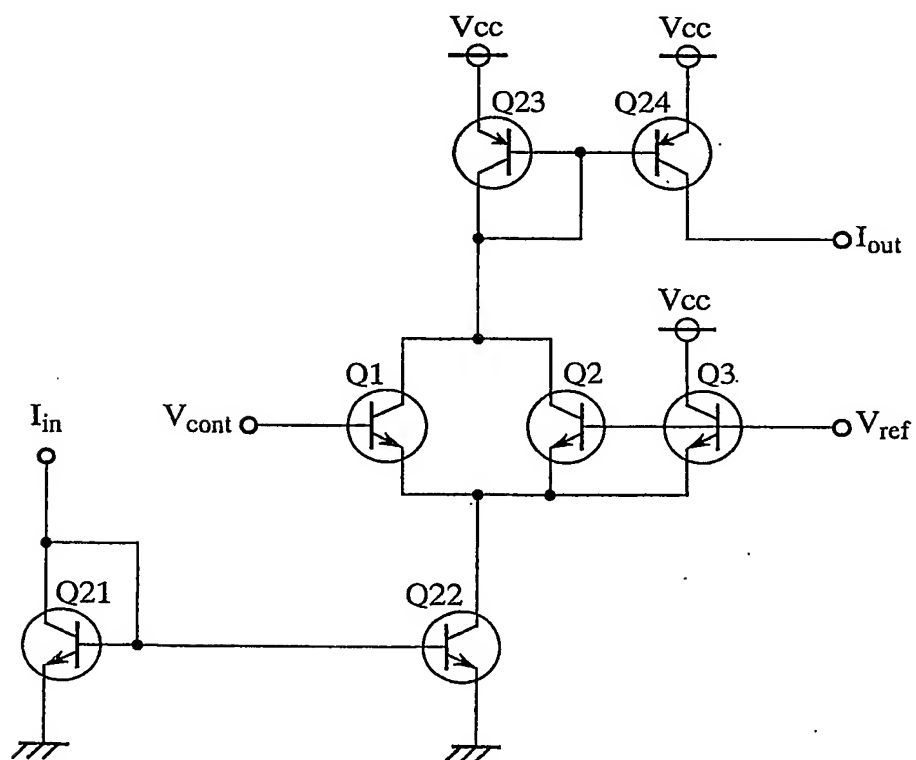 Vcc
Vcc
Q23
Q24
Iout
Vcc
Q1
Q2
Q3
Iin
Vcont
Vref
Q21
Q22